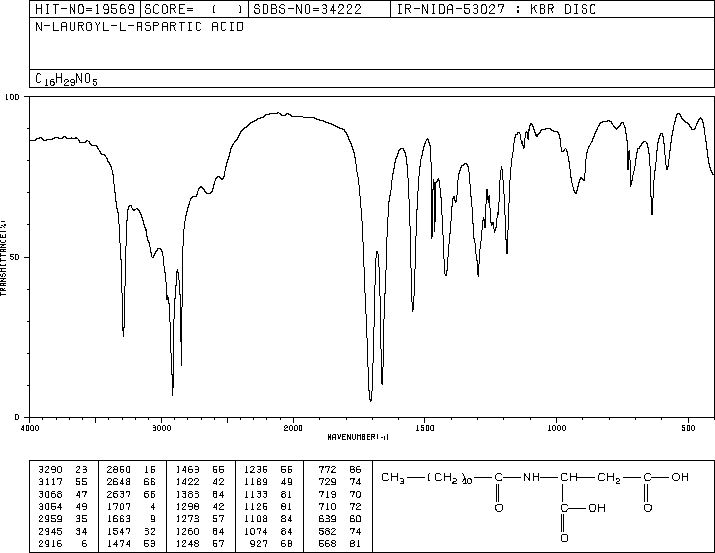 HIT-NO=19569 SCORE= ( ) SDBS-NO=34222 IR-NIDA-53027 : KBR DISC
N-LAUROYL-L-ASPARTIC ACID
C16H29NO5
100
50
0
TRANSMITTANCE(%)
4000 3000 2000 1500 1000 500
WAVENUMBER(-1)
3290 23 2850 16 1469 66 1236 66 772 86
3117 55 2648 66 1422 42 1189 49 729 74
3068 47 2637 66 1383 84 1133 81 719 70
3054 49 1707 4 1298 42 1126 81 710 72
2959 35 1663 9 1273 57 1108 84 639 60
2945 34 1547 32 1260 84 1074 84 582 74
2916 6 1474 53 1248 57 927 68 568 81
CH3—(CH2)10—C—NH—CH—CH2—C—OH
O C—OH O
O